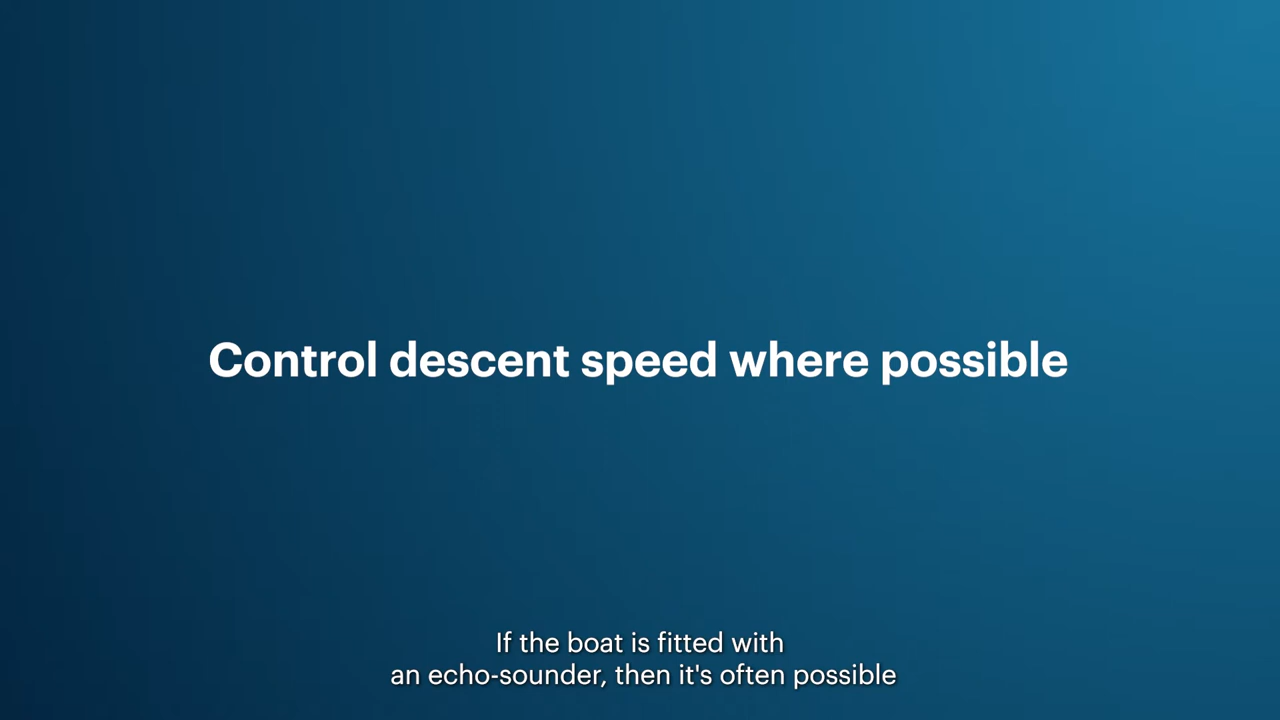 Control descent speed where possible
If the boat is fitted with
an echo-sounder, then it's often possible